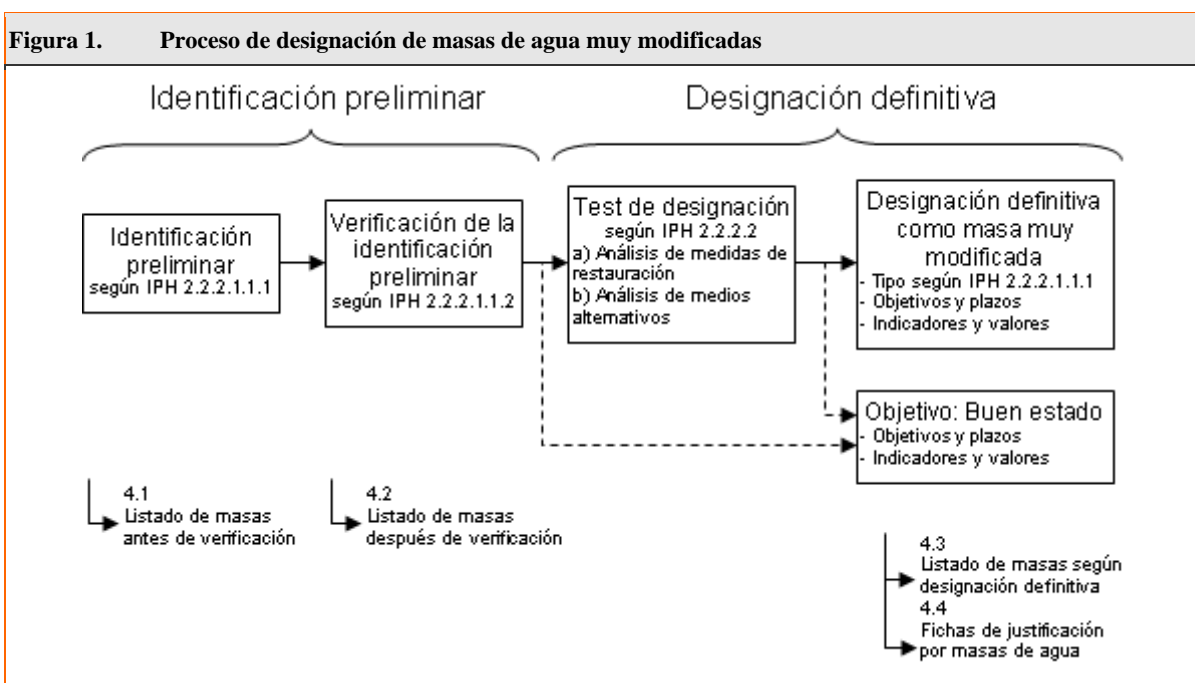 Figura 1. Proceso de designación de masas de agua muy modificadas
Identificación preliminar
Designación definitiva
Identificación
preliminar
según IPH 2.2.2.1.1.1
Verificación de la
identificación
preliminar
según IPH 2.2.2.1.1.2
Test de designación
según IPH 2.2.2.2
a) Análisis de medidas de
restauración
b) Análisis de medios
alternativos
Designación definitiva
como masa muy
modificada
- Tipo según IPH 2.2.2.1.1.1
- Objetivos y plazos
- Indicadores y valores
Objetivo: Buen estado
- Objetivos y plazos
- Indicadores y valores
4.1
Listado de masas
antes de verificación
4.2
Listado de masas
después de verificación
4.3
Listado de masas según
designación definitiva
4.4
Fichas de justificación
por masas de agua